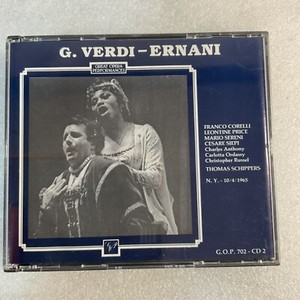 G. VERDI – ERNANI
GREAT OPERA
PERFORMANCES
FRANCO CORELLI
LEONTINE PRICE
MARIO SERENI
CESARE SIEPI
Charles Anthony
Carlotta Ordassy
Christopher Russel
THOMAS SCHIPPERS
N. Y. - 10/4/1965
G.O.P. 702 - CD 2